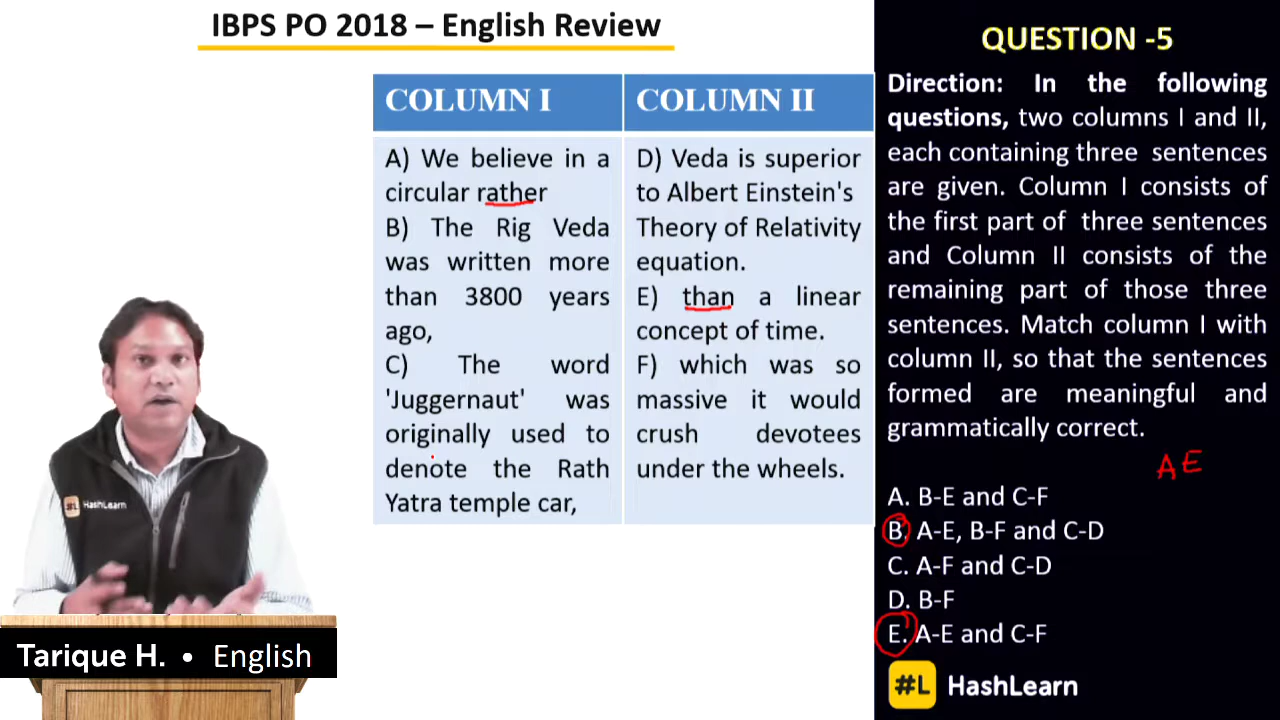 IBPS PO 2018 – English Review
COLUMN I
COLUMN II
A) We believe in a
circular rather
B) The Rig Veda
was written more
than 3800 years
ago,
C) The word
'Juggernaut' was
originally used to
denote the Rath
Yatra temple car,
D) Veda is superior
to Albert Einstein's
Theory of Relativity
equation.
E) than a linear
concept of time.
F) which was so
massive it would
crush devotees
under the wheels.
QUESTION -5
Direction: In the following
questions, two columns I and II,
each containing three sentences
are given. Column I consists of
the first part of three sentences
and Column II consists of the
remaining part of those three
sentences. Match column I with
column II, so that the sentences
formed are meaningful and
grammatically correct.
AE
A. B-E and C-F
B. A-E, B-F and C-D
C. A-F and C-D
D. B-F
E. A-E and C-F
#L HashLearn
#L HashLearn
Tarique H. • English